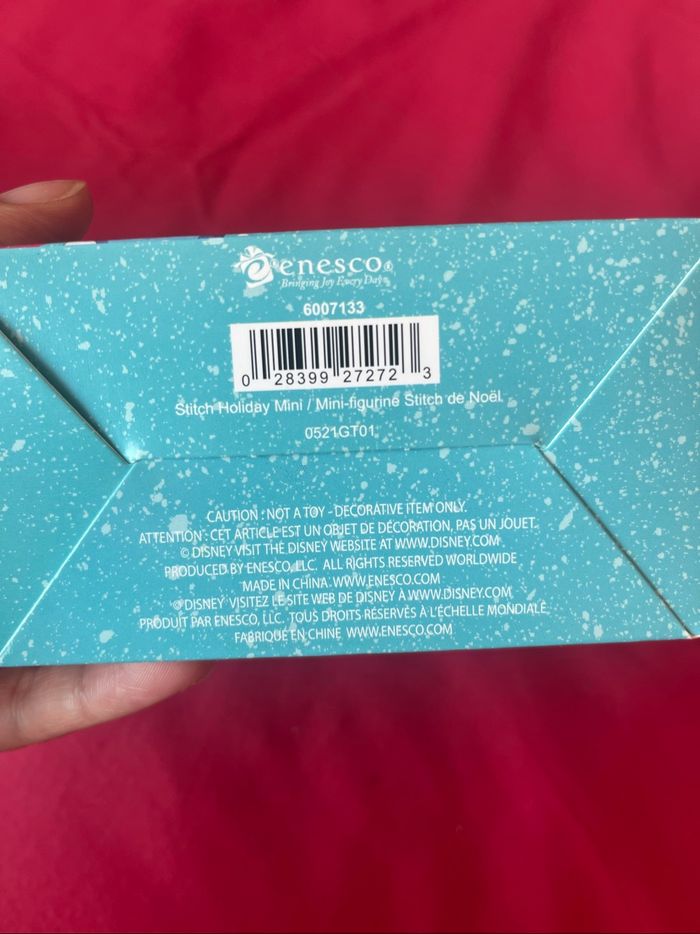 enesco®
Bringing Joy Every Day®
6007133
0 28399 27272 3
Stitch Holiday Mini / Mini-figurine Stitch de Noël
0521GT01
CAUTION : NOT A TOY - DECORATIVE ITEM ONLY.
ATTENTION : CET ARTICLE EST UN OBJET DE DÉCORATION, PAS UN JOUET.
© DISNEY VISIT THE DISNEY WEBSITE AT WWW.DISNEY.COM
PRODUCED BY ENESCO, LLC. ALL RIGHTS RESERVED WORLDWIDE
MADE IN CHINA WWW.ENESCO.COM
© DISNEY VISITEZ LE SITE WEB DE DISNEY À WWW.DISNEY.COM
PRODUIT PAR ENESCO, LLC. TOUS DROITS RÉSERVÉS À L'ÉCHELLE MONDIALE.
FABRIQUÉ EN CHINE WWW.ENESCO.COM